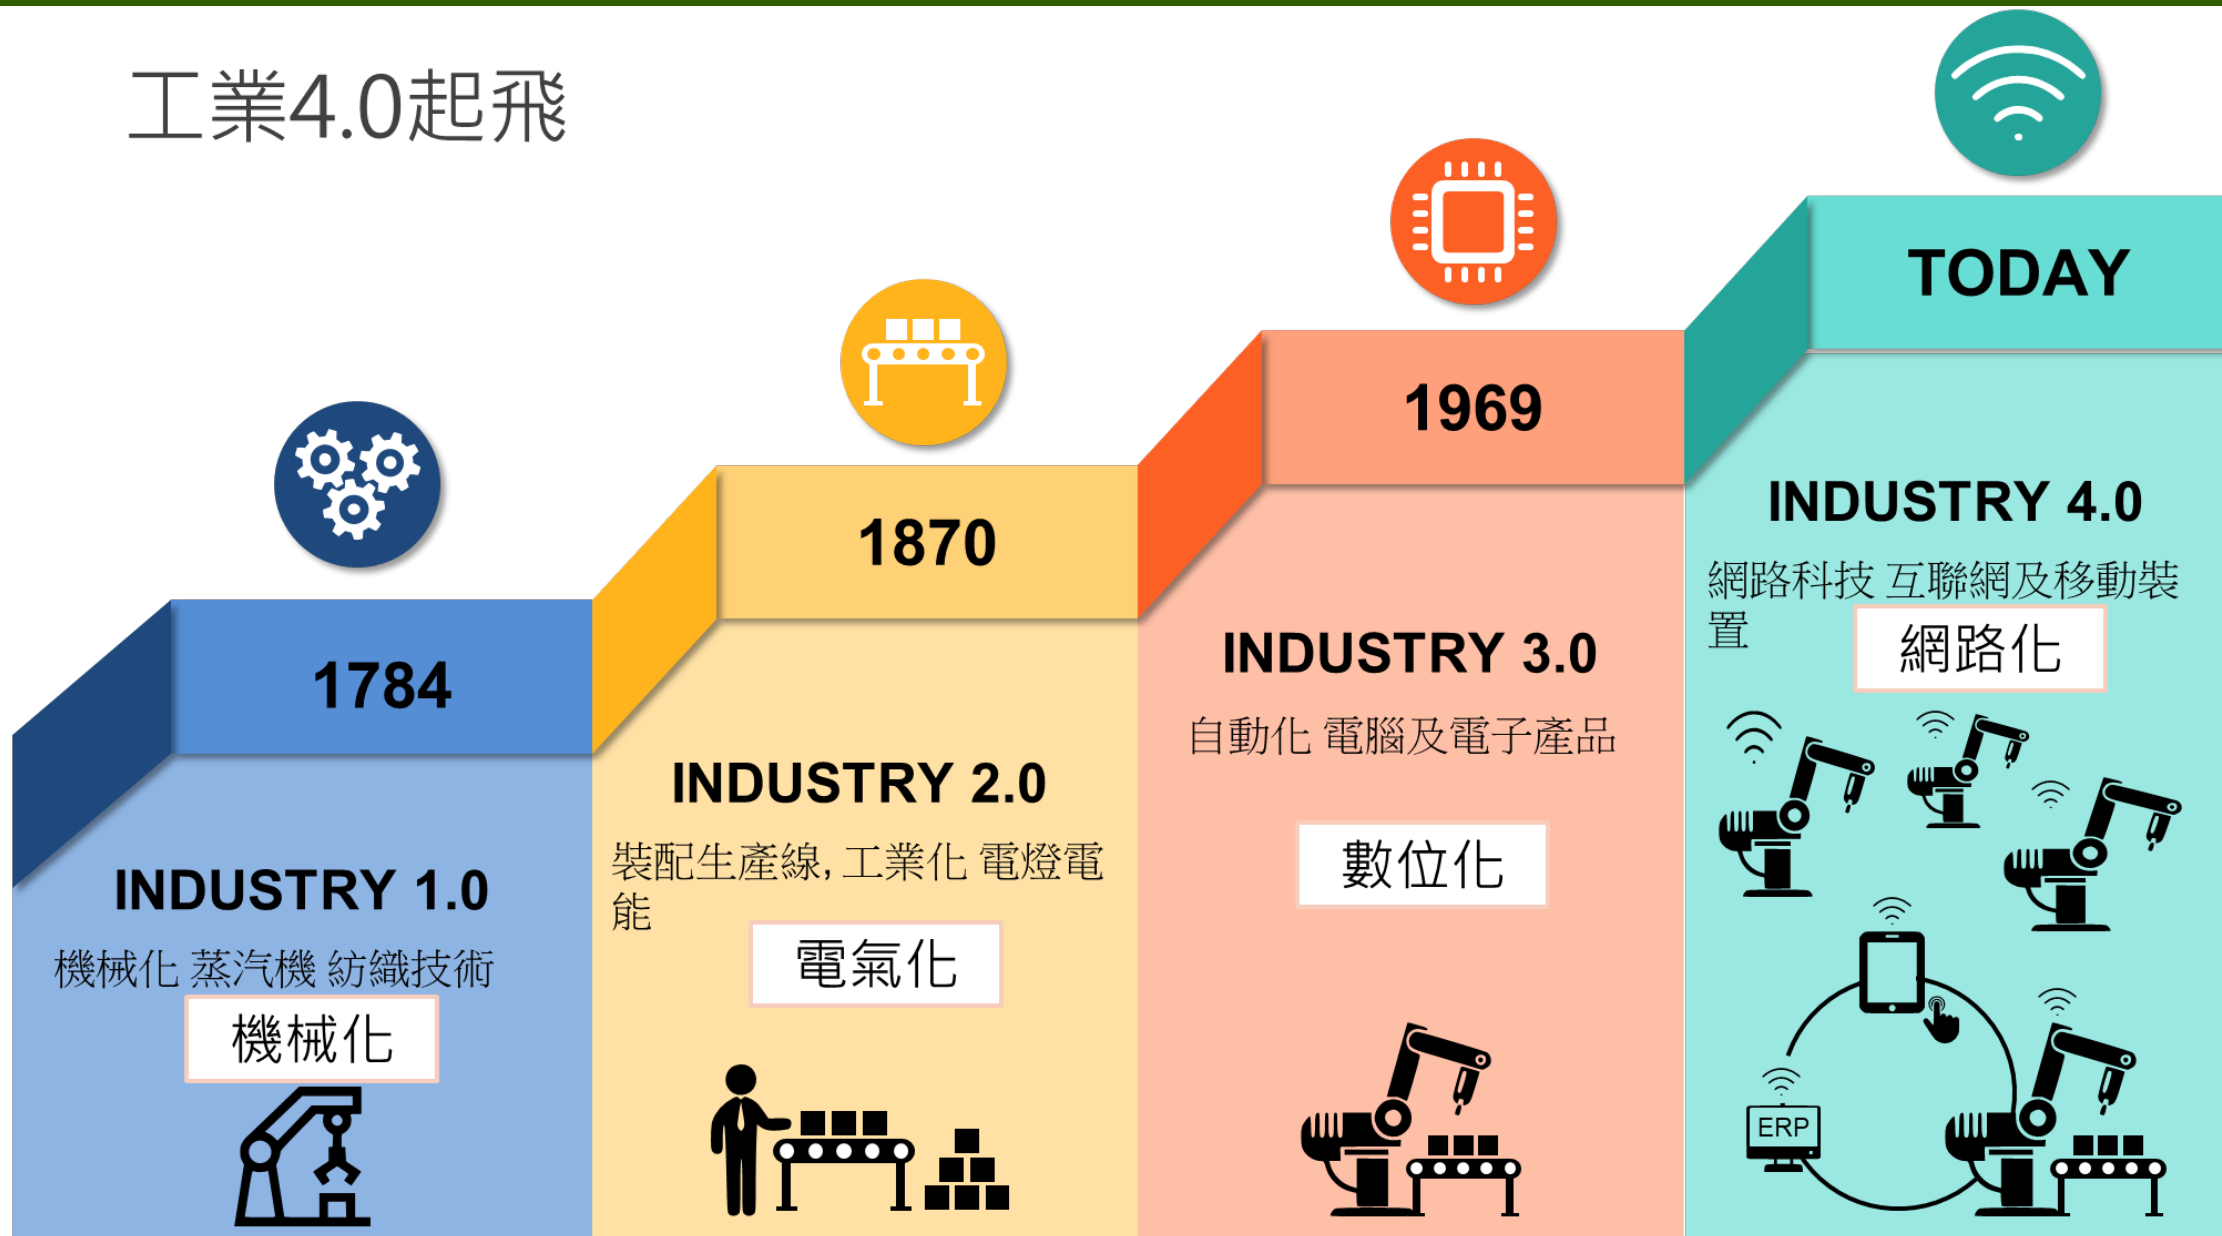 工業4.0起飛
1784
INDUSTRY 1.0
機械化 蒸汽機 紡織技術
機械化
1870
INDUSTRY 2.0
裝配生產線, 工業化 電燈電
能
電氣化
1969
INDUSTRY 3.0
自動化 電腦及電子產品
數位化
TODAY
INDUSTRY 4.0
網路科技 互聯網及移動裝
置
網路化
ERP